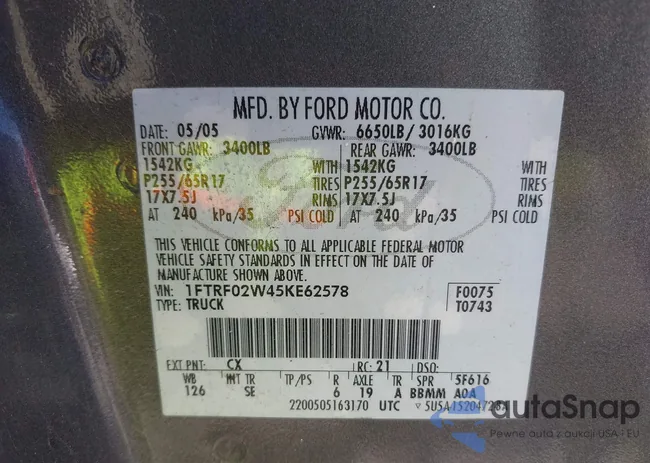 MFD. BY FORD MOTOR CO.
DATE: 05/05 GVWR: 6650LB/ 3016KG
FRONT GAWR: 3400LB REAR GAWR: 3400LB
1542KG WITH 1542KG WITH
P255/65R17 TIRES P255/65R17 TIRES
17X7.5J RIMS 17X7.5J RIMS
AT 240 kPa/35 PSI COLD AT 240 kPa/35 PSI COLD
Ford
THIS VEHICLE CONFORMS TO ALL APPLICABLE FEDERAL MOTOR
VEHICLE SAFETY STANDARDS IN EFFECT ON THE DATE OF
MANUFACTURE SHOWN ABOVE.
VIN: 1FTRF02W45KE62578 F0075
TYPE: TRUCK T0743
EXT PNT: CX RC: 21 DSO:
WB INT TR TP/PS R AXLE TR SPR 5F616
126 SE 6 19 A BBMM AOA
2200505163170 UTC
autaSnap
Pewne auto z aukcji USA - EU